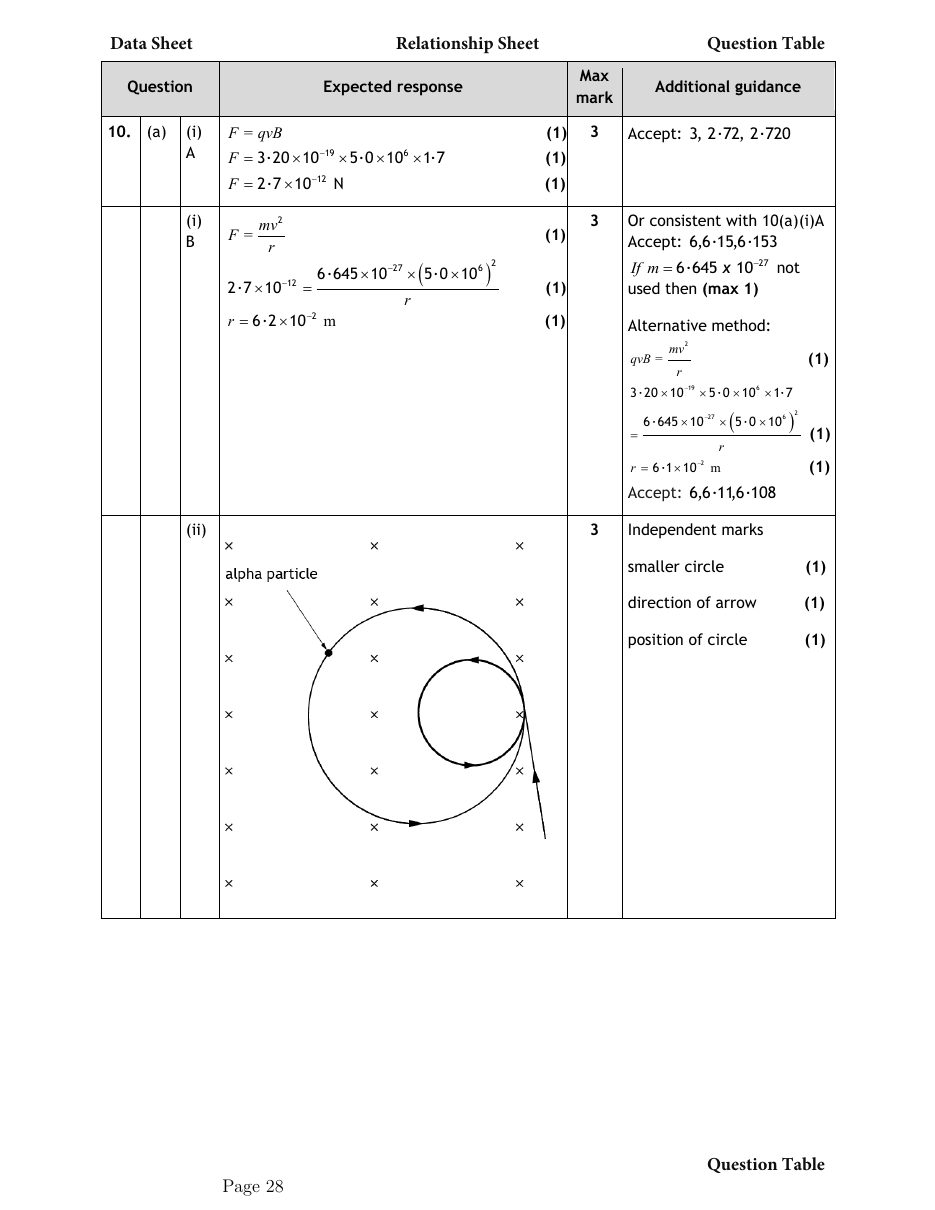 Data Sheet Relationship Sheet Question Table
Question Expected response Max mark Additional guidance
10. (a) (i) A
F = qvB (1)
F = 3·20 × 10⁻¹⁹ × 5·0 × 10⁶ × 1·7 (1)
F = 2·7 × 10⁻¹² N (1)
3
Accept: 3, 2·72, 2·720
(i) B
F = mv²/r (1)
2·7 × 10⁻¹² = 6·645 × 10⁻²⁷ × (5·0 × 10⁶)²/r (1)
r = 6·2 × 10⁻² m (1)
3
Or consistent with 10(a)(i)A
Accept: 6,6·15,6·153
If m = 6·645 x 10⁻²⁷ not
used then (max 1)
Alternative method:
qvB = mv²/r (1)
3·20 × 10⁻¹⁹ × 5·0 × 10⁶ × 1·7
= 6·645 × 10⁻²⁷ × (5·0 × 10⁶)²/r (1)
r = 6·1 × 10⁻² m (1)
Accept: 6,6·11,6·108
(ii)
× × ×
alpha particle
× × ×
× × ×
× × ×
× × ×
× × ×
× × ×
3
Independent marks
smaller circle (1)
direction of arrow (1)
position of circle (1)
Question Table
Page 28